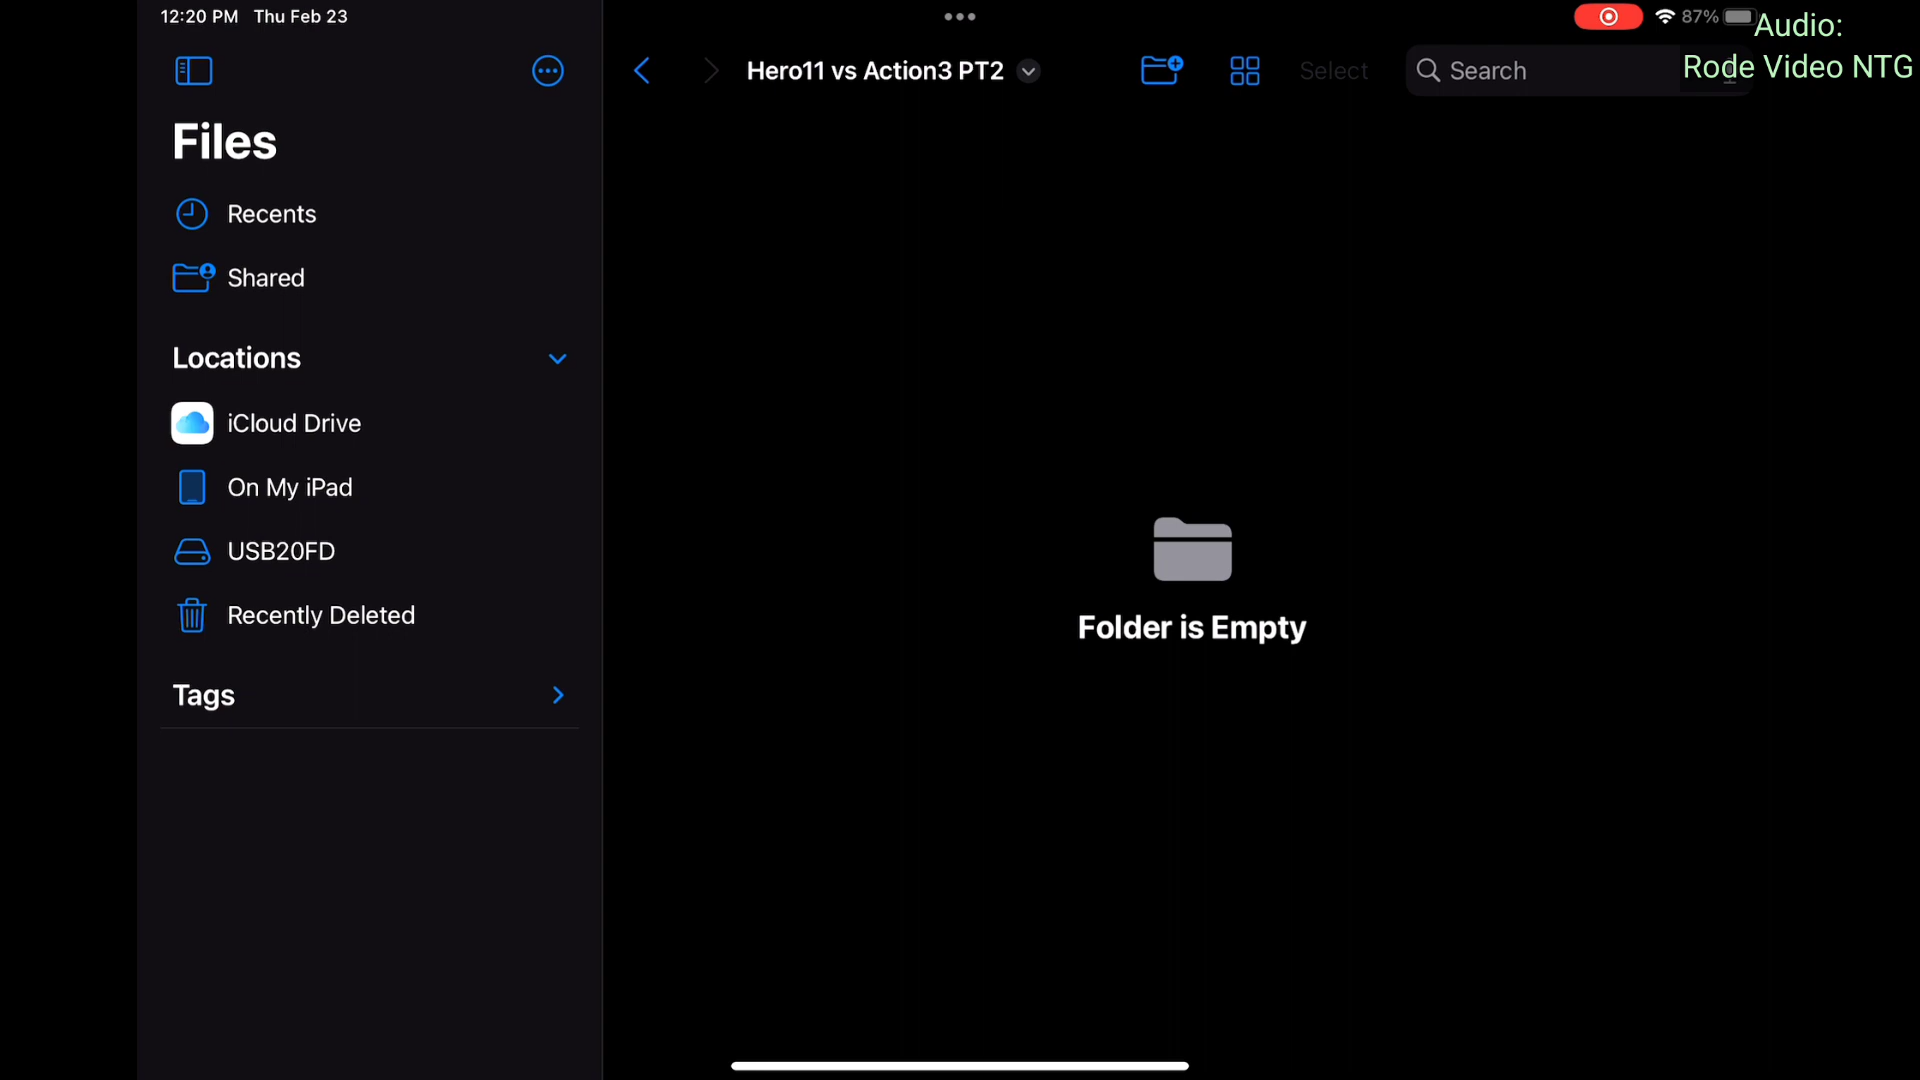 12:20 PM Thu Feb 23
87%
Audio:
Rode Video NTG
Hero11 vs Action3 PT2
Select
Search
Files
Recents
Shared
Locations
iCloud Drive
On My iPad
USB20FD
Recently Deleted
Tags
Folder is Empty